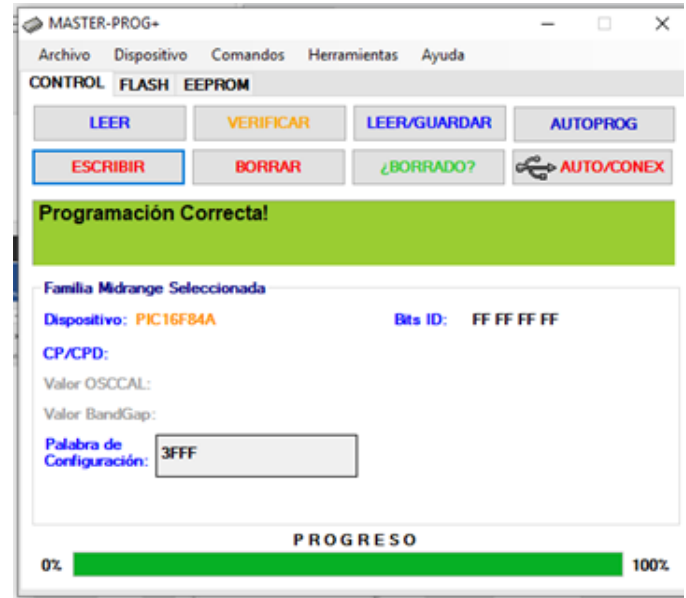 MASTER-PROG+
Archivo Dispositivo Comandos Herramientas Ayuda
CONTROL FLASH EEPROM
LEER VERIFICAR LEER/GUARDAR AUTOPROG
ESCRIBIR BORRAR ¿BORRADO? AUTO/CONEX
Programación Correcta!
Familia Midrange Seleccionada
Dispositivo: PIC16F84A Bits ID: FF FF FF FF
CP/CPD:
Valor OSCCAL:
Valor BandGap:
Palabra de
Configuración: 3FFF
PROGRESO
0% 100%